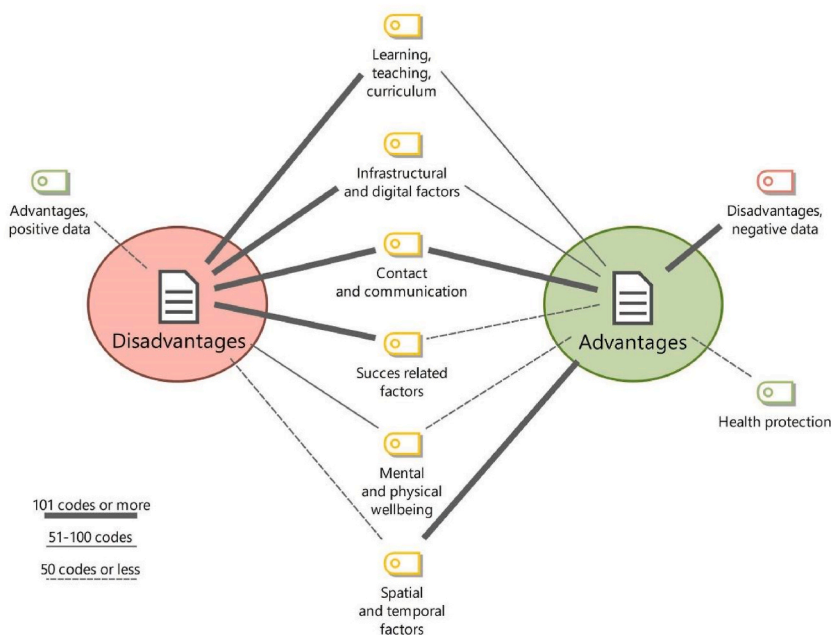 Learning,
teaching,
curriculum
Infrastructural
and digital factors
Advantages,
positive data
Disadvantages,
negative data
Contact
and communication
Disadvantages
Advantages
Succes related
factors
Health protection
Mental
and physical
wellbeing
101 codes or more
51-100 codes
50 codes or less
Spatial
and temporal
factors